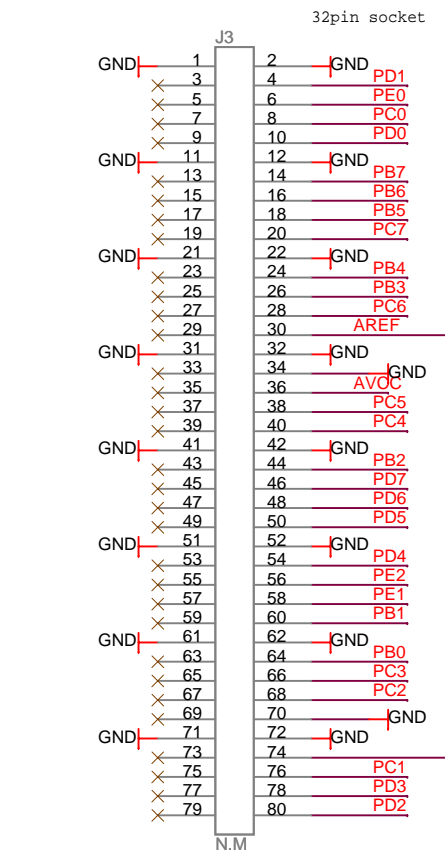 32pin socket
J3
GND 1 2 GND
3 4 PD1
5 6 PE0
7 8 PC0
9 10 PD0
GND 11 12 GND
13 14 PB7
15 16 PB6
17 18 PB5
19 20 PC7
GND 21 22 GND
23 24 PB4
25 26 PB3
27 28 PC6
29 30 AREF
GND 31 32 GND
33 34 GND
35 36 AVCC
37 38 PC5
39 40 PC4
GND 41 42 GND
43 44 PB2
45 46 PD7
47 48 PD6
49 50 PD5
GND 51 52 GND
53 54 PD4
55 56 PE2
57 58 PE1
59 60 PB1
GND 61 62 GND
63 64 PB0
65 66 PC3
67 68 PC2
69 70 GND
GND 71 72 GND
73 74
75 76 PC1
77 78 PD3
79 80 PD2
N.M